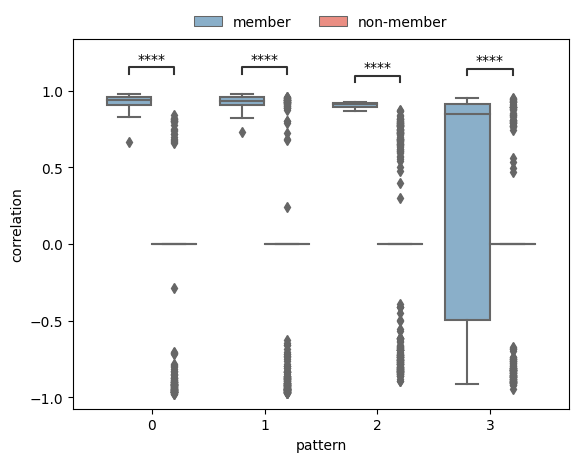 member non-member
**** **** **** ****
1.0
0.5
0.0
−0.5
−1.0
correlation
0 1 2 3
pattern